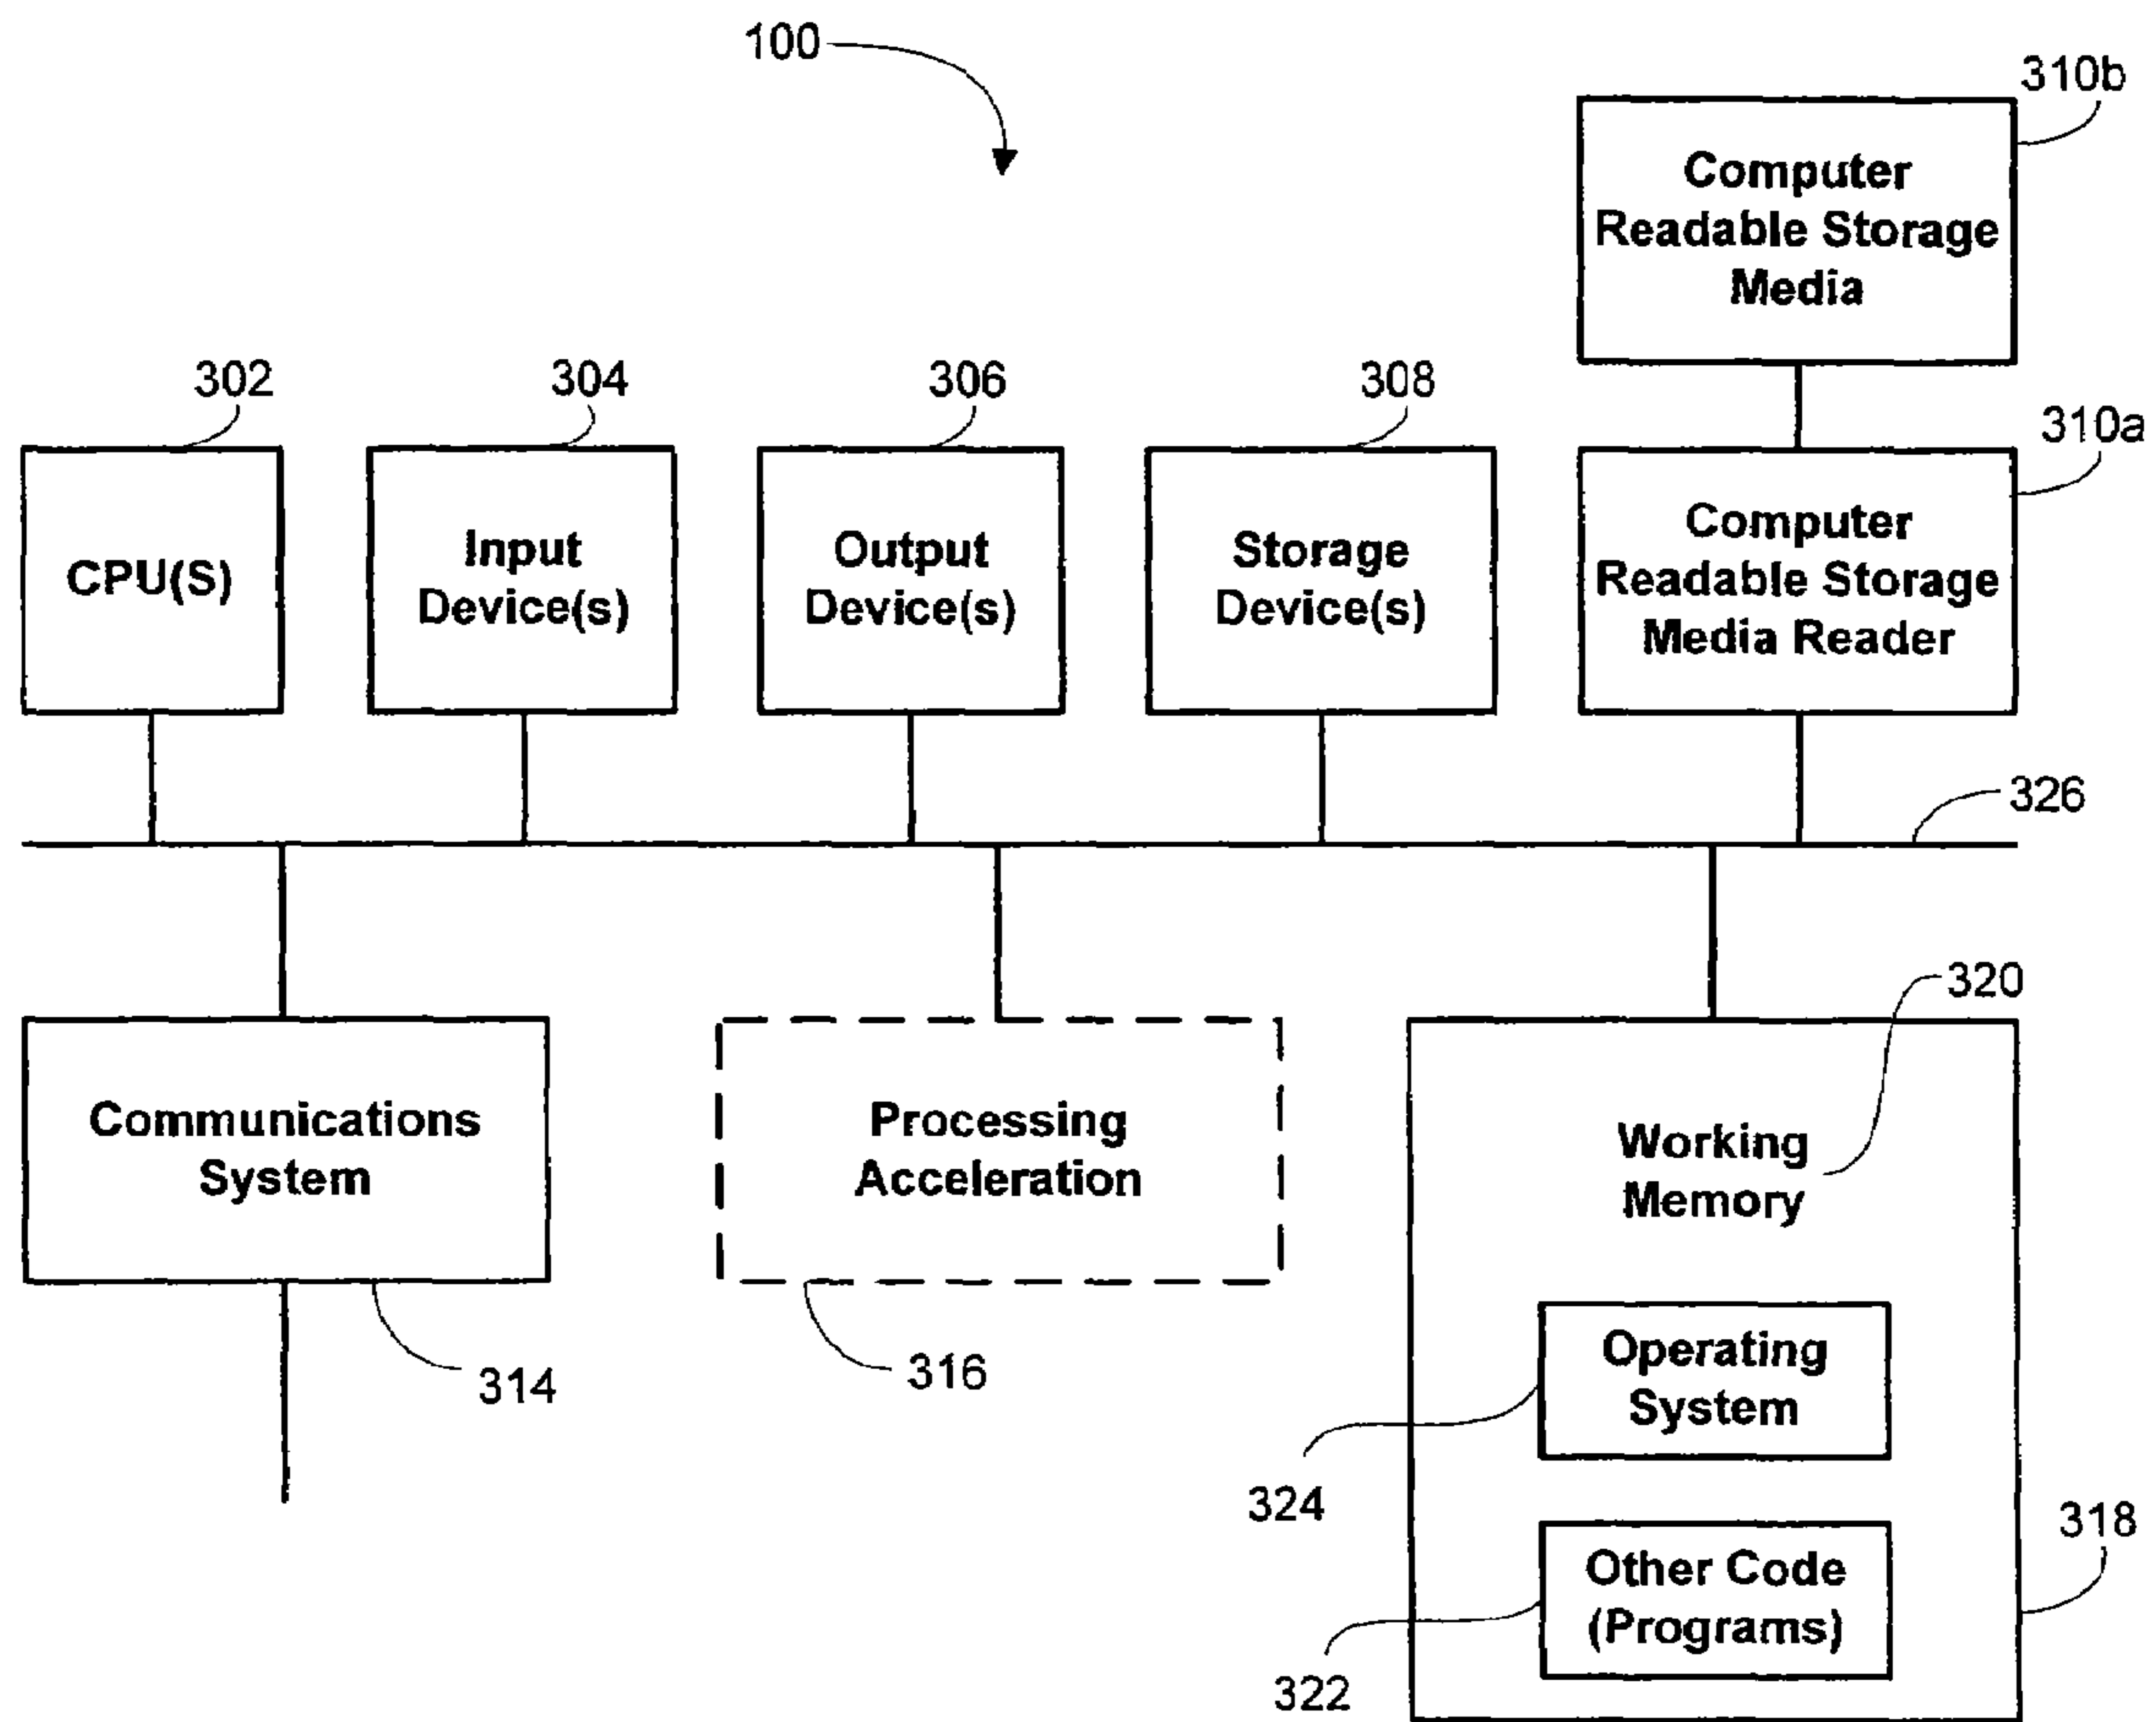 100
310b
Computer
Readable Storage
Media
302
304
306
308
310a
CPU(S)
Input
Device(s)
Output
Device(s)
Storage
Device(s)
Computer
Readable Storage
Media Reader
326
320
Communications
System
Processing
Acceleration
Working
Memory
314
316
Operating
System
324
318
Other Code
(Programs)
322